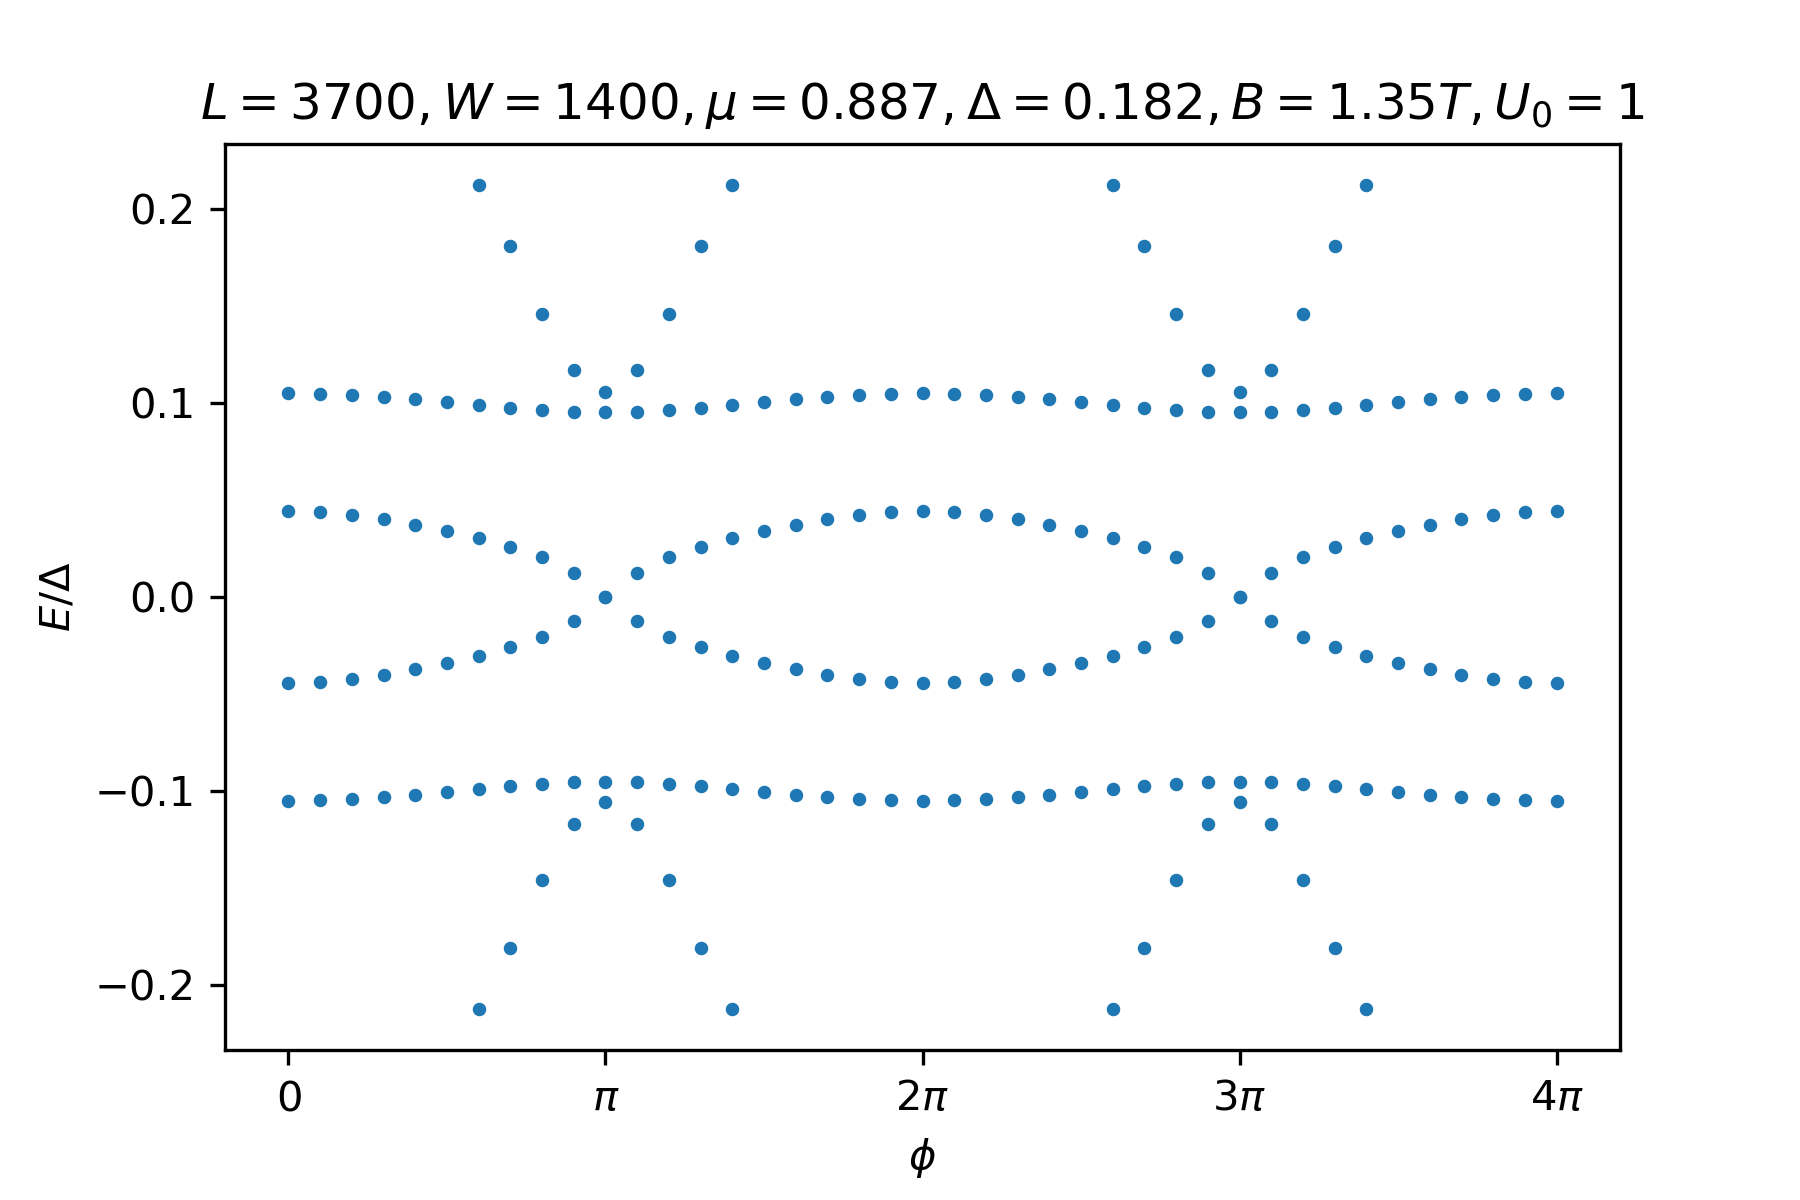 L = 3700, W = 1400, μ = 0.887, Δ = 0.182, B = 1.35T, U₀ = 1
0.2
0.1
0.0
−0.1
−0.2
E/Δ
0 π 2π 3π 4π
ϕ